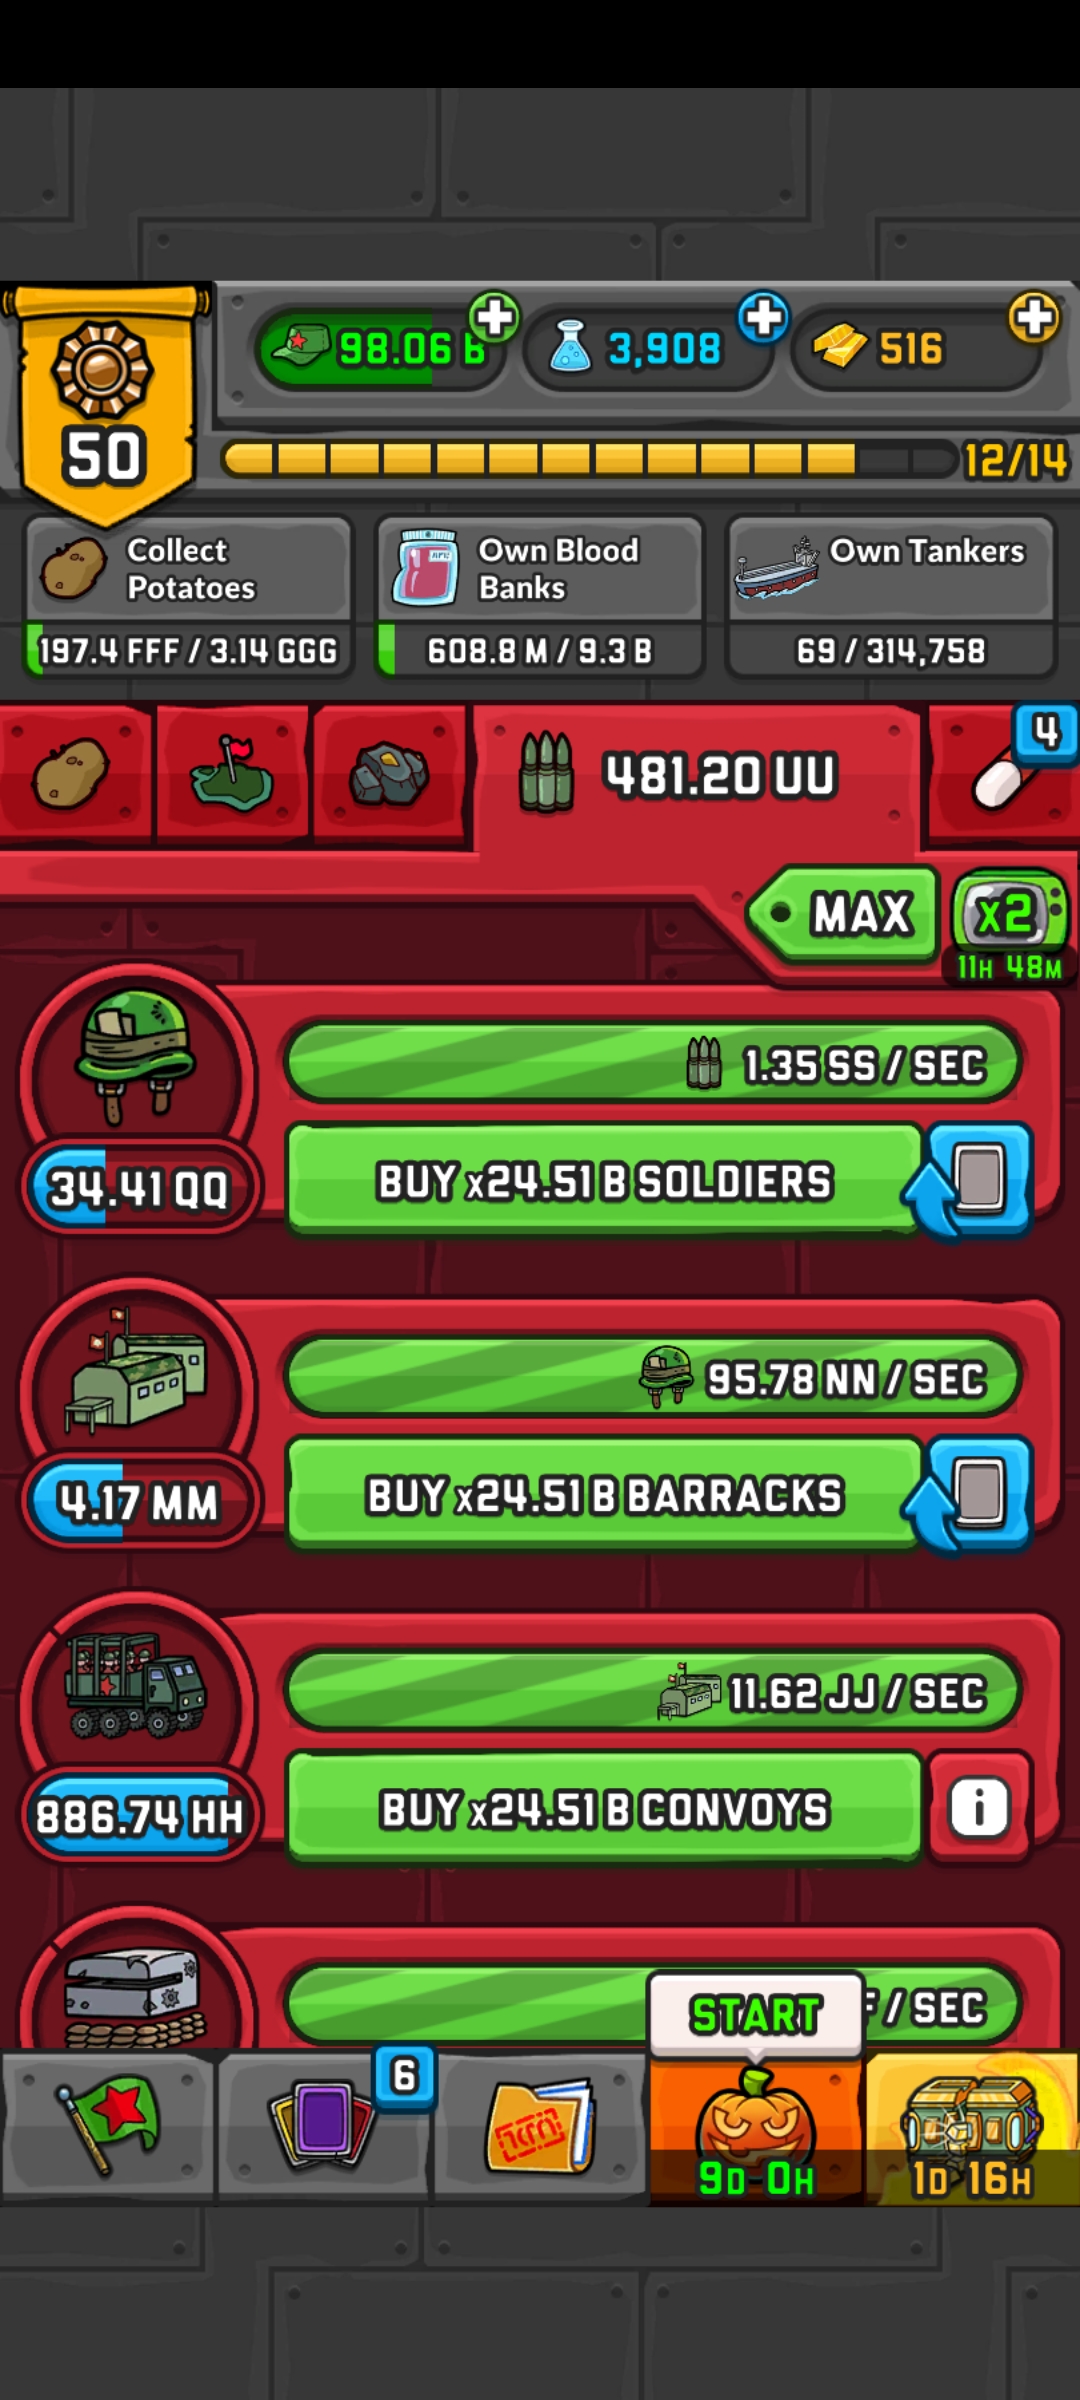 98.06 B
3,908
516
50
12/14
Collect
Potatoes
197.4 FFF / 3.14 GGG
Own Blood
Banks
608.8 M / 9.3 B
Own Tankers
69 / 314,758
481.20 UU
4
MAX
x2
11H 48M
1.35 SS / SEC
34.41 QQ
BUY x24.51 B SOLDIERS
95.78 NN / SEC
4.17 MM
BUY x24.51 B BARRACKS
11.62 JJ / SEC
886.74 HH
BUY x24.51 B CONVOYS
i
/ SEC
START
6
9D 0H
1D 16H